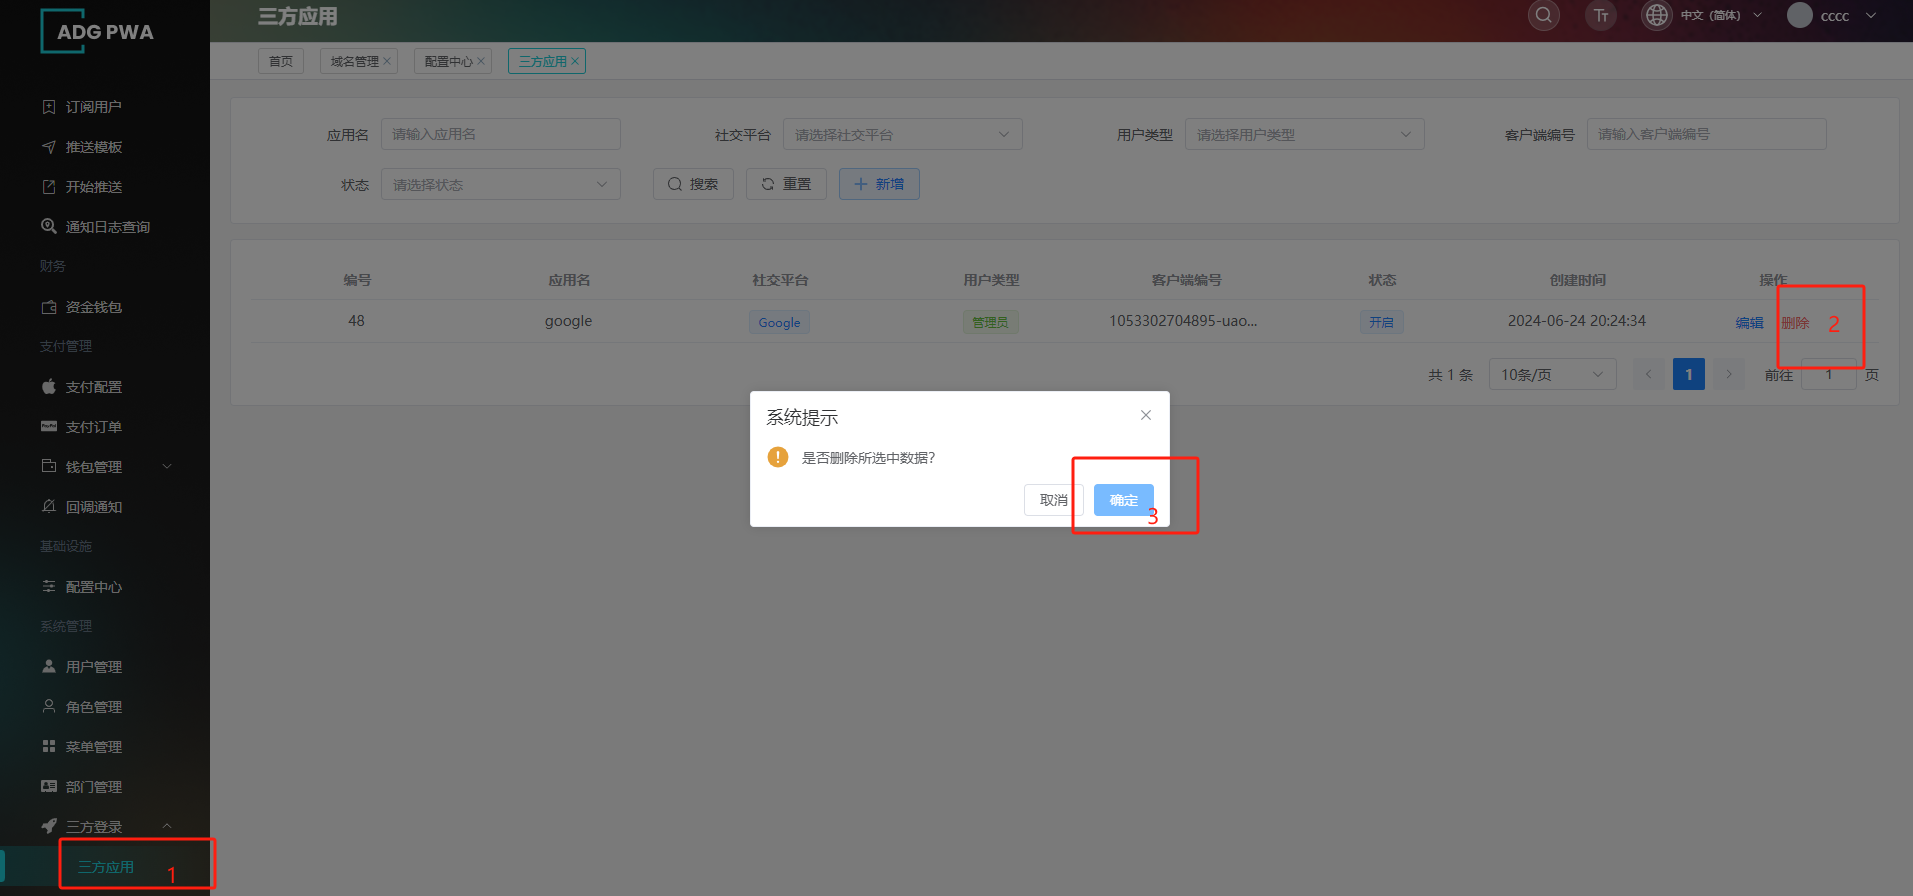 ADG PWA
三方应用
中文（简体）
cccc
首页
域名管理
配置中心
三方应用
订阅用户
推送模板
开始推送
通知日志查询
财务
资金钱包
支付管理
支付配置
支付订单
钱包管理
回调通知
基础设施
配置中心
系统管理
用户管理
角色管理
菜单管理
部门管理
三方登录
三方应用 1
应用名 请输入应用名 社交平台 请选择社交平台 用户类型 请选择用户类型 客户端编号 请输入客户端编号
状态 请选择状态 搜索 重置 新增
编号 应用名 社交平台 用户类型 客户端编号 状态 创建时间 操作
48 google Google 管理员 1053302704895-uao... 开启 2024-06-24 20:24:34 编辑 删除 2
共 1 条 10条/页 1 前往 1 页
系统提示
是否删除所选中数据?
取消 确定 3